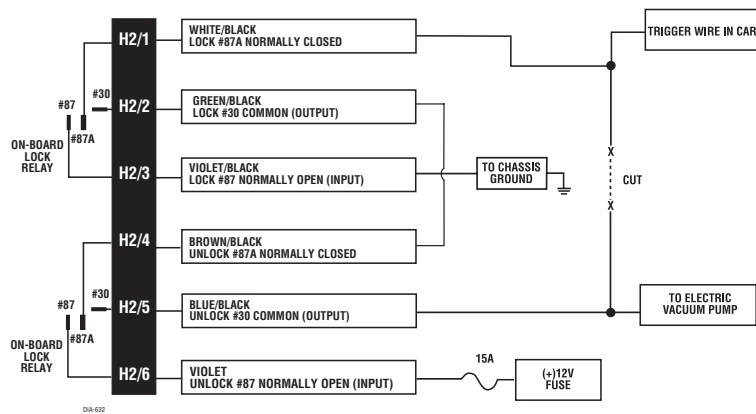 H2/1
WHITE/BLACK
LOCK #87A NORMALLY CLOSED
TRIGGER WIRE IN CAR
#30
#87
#87A
ON-BOARD
LOCK
RELAY
H2/2
GREEN/BLACK
LOCK #30 COMMON (OUTPUT)
H2/3
VIOLET/BLACK
LOCK #87 NORMALLY OPEN (INPUT)
TO CHASSIS
GROUND
X
CUT
X
H2/4
BROWN/BLACK
UNLOCK #87A NORMALLY CLOSED
#30
#87
#87A
ON-BOARD
LOCK
RELAY
H2/5
BLUE/BLACK
UNLOCK #30 COMMON (OUTPUT)
TO ELECTRIC
VACUUM PUMP
H2/6
VIOLET
UNLOCK #87 NORMALLY OPEN (INPUT)
15A
(+)12V
FUSE
DIA-632